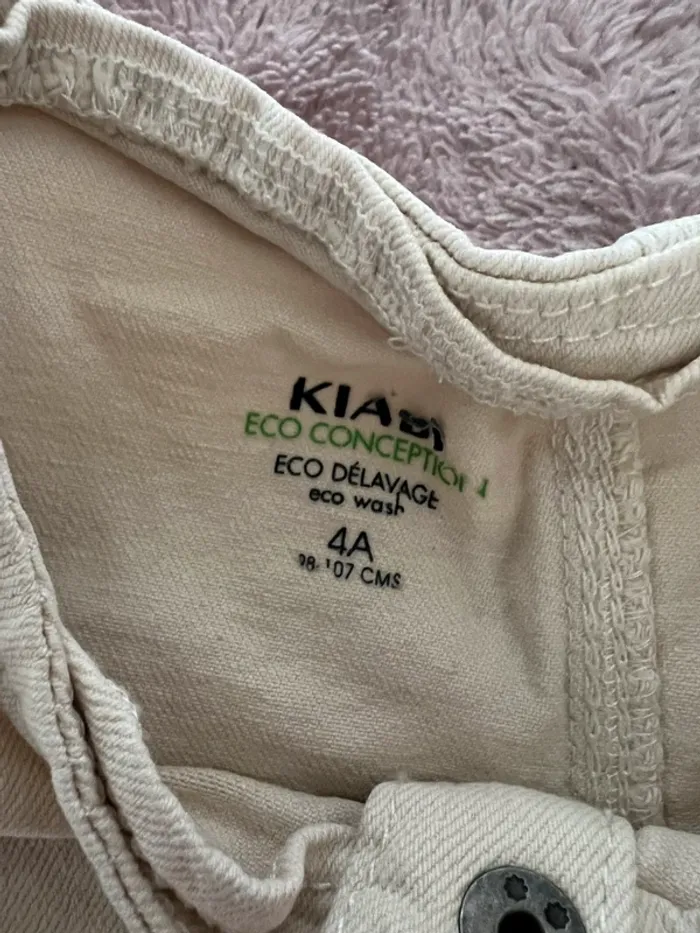 KIABI
ECO CONCEPTION
ECO DÉLAVAGE
eco wash
4A
98-107 CMS